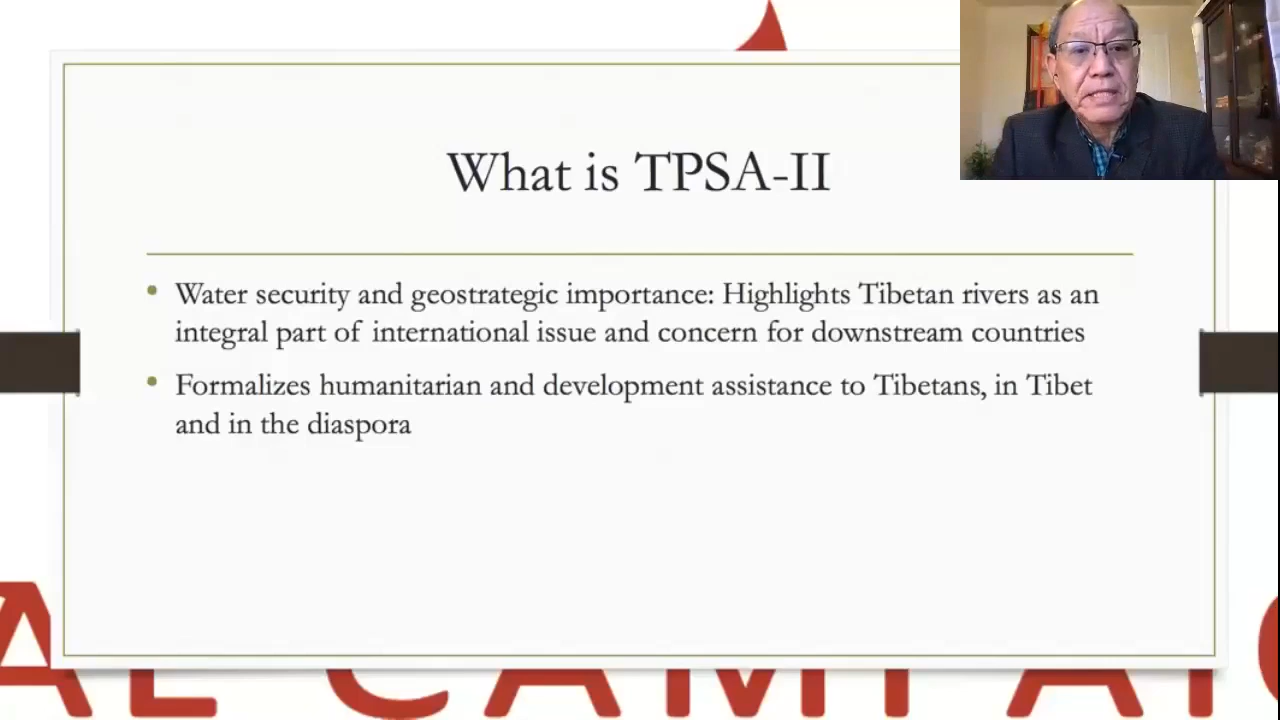 What is TPSA-II
• Water security and geostrategic importance: Highlights Tibetan rivers as an
integral part of international issue and concern for downstream countries
• Formalizes humanitarian and development assistance to Tibetans, in Tibet
and in the diaspora
AL CAMPAIG